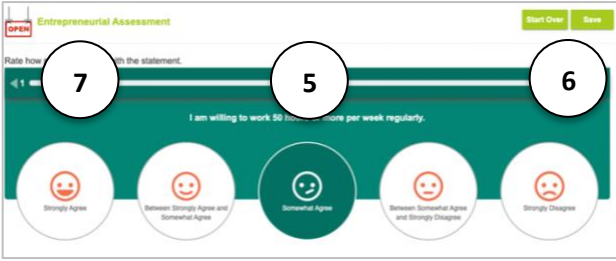 OPEN
Entrepreneurial Assessment
Start Over
Save
Rate how
th the statement.
1
7
5
6
I am willing to work 50 more per week regularly.
Strongly Agree
Between Strongly Agree and
Somewhat Agree
Somewhat Agree
Between Somewhat Agree
and Strongly Disagree
Strongly Disagree